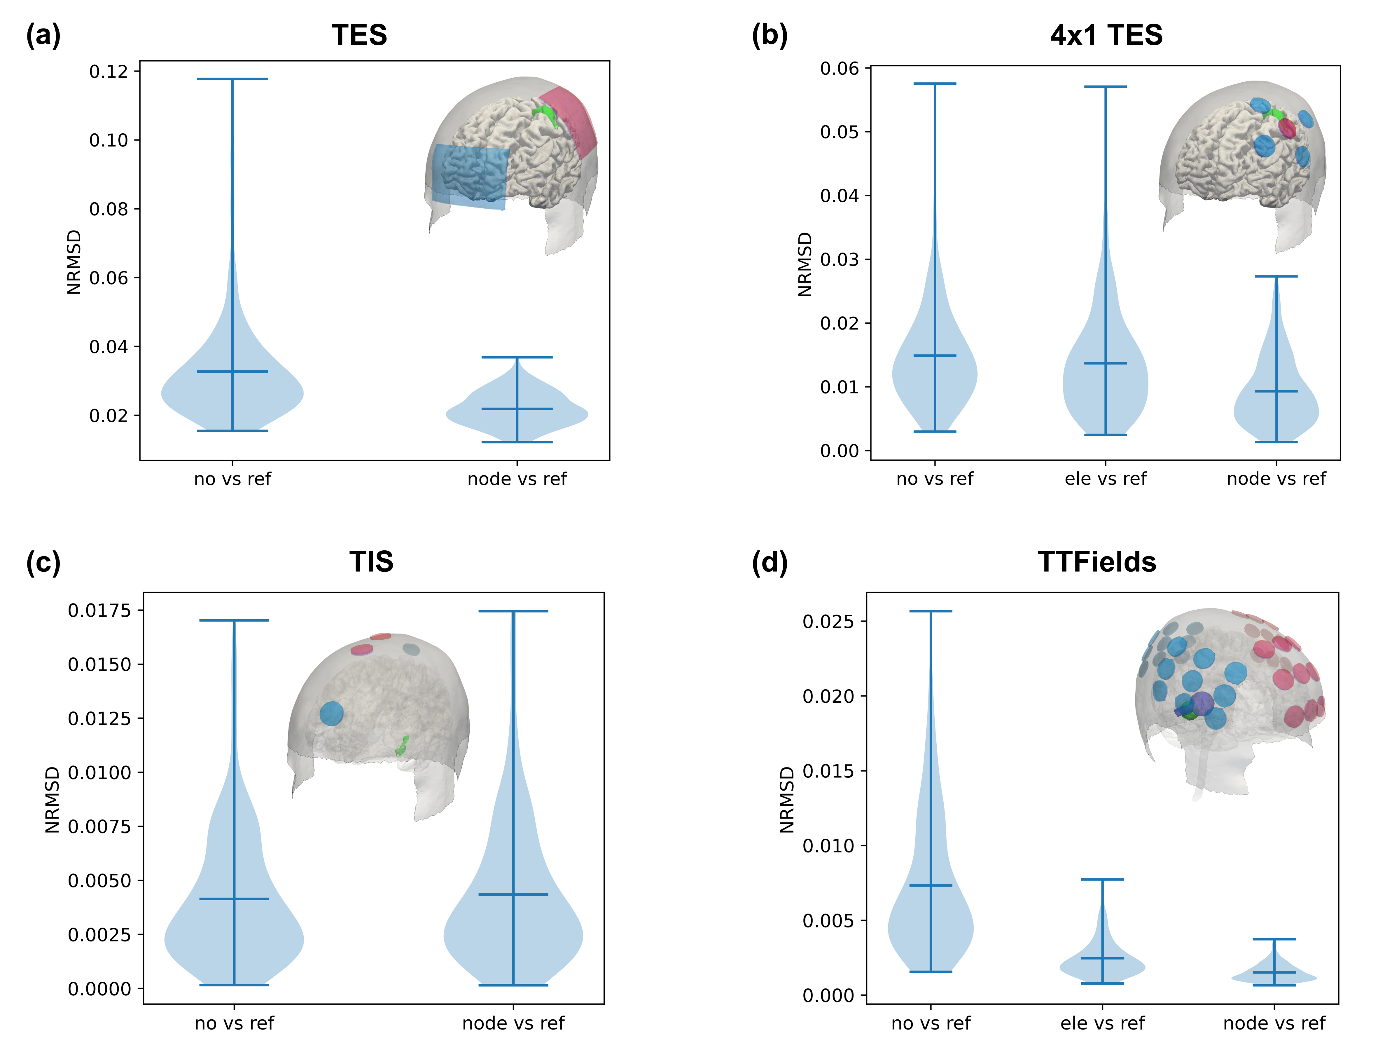 (a)
TES
0.12
0.10
0.08
0.06
0.04
0.02
NRMSD
no vs ref
node vs ref
(b)
4x1 TES
0.06
0.05
0.04
0.03
0.02
0.01
0.00
NRMSD
no vs ref
ele vs ref
node vs ref
(c)
TIS
0.0175
0.0150
0.0125
0.0100
0.0075
0.0050
0.0025
0.0000
NRMSD
no vs ref
node vs ref
(d)
TTFields
0.025
0.020
0.015
0.010
0.005
0.000
NRMSD
no vs ref
ele vs ref
node vs ref